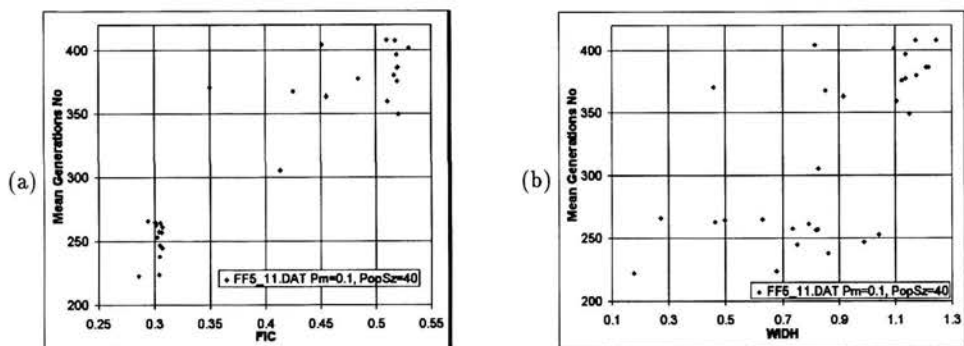 (a)
Mean Generations No
400
350
300
250
200
0.25 0.3 0.35 0.4 0.45 0.5 0.55
FIC
FF5_11.DAT Pm=0.1, PopSz=40
(b)
Mean Generations No
400
350
300
250
200
0.1 0.3 0.5 0.7 0.9 1.1 1.3
WIDH
FF5_11.DAT Pm=0.1, PopSz=40